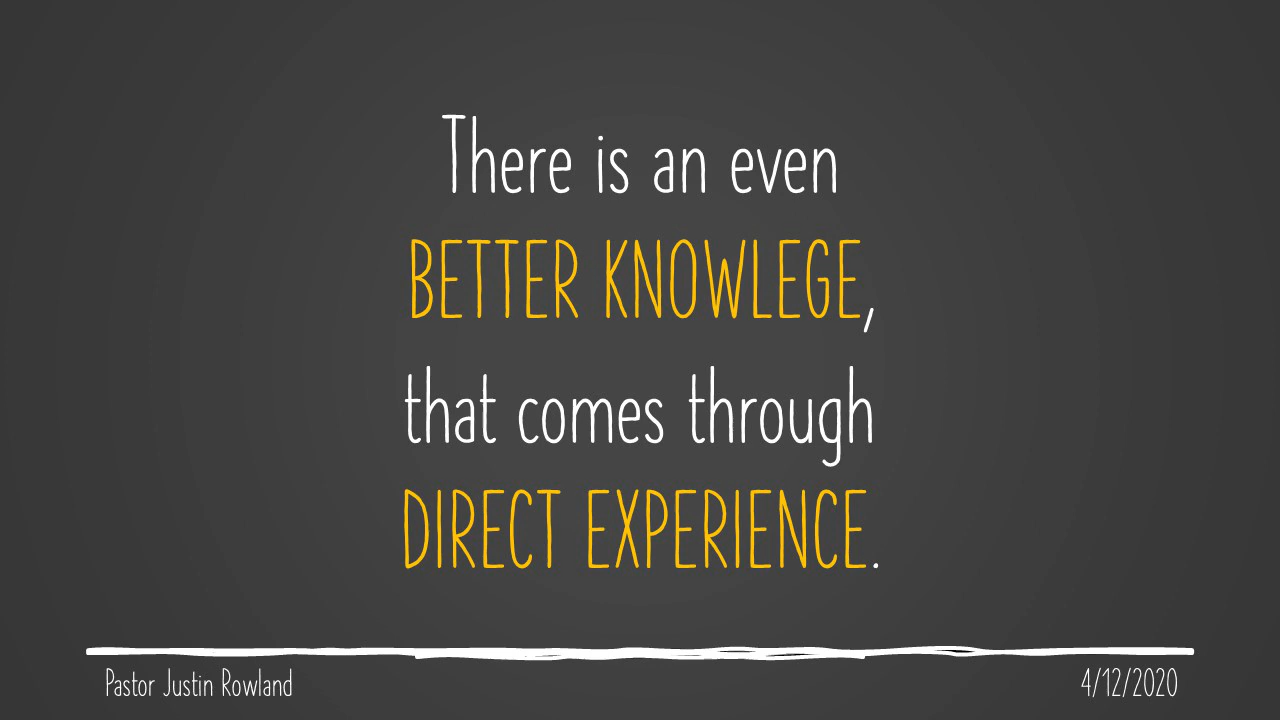 There is an even
BETTER KNOWLEGE,
that comes through
DIRECT EXPERIENCE.
Pastor Justin Rowland
4/12/2020